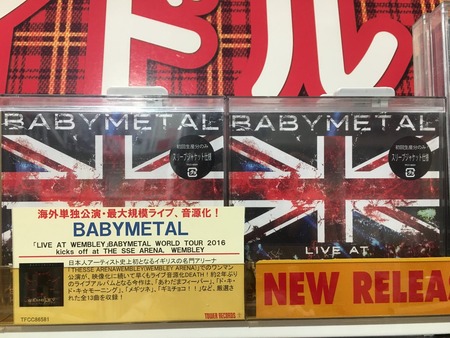 ドル
BABYMETAL
初回生産分のみ
スリーブジャケット仕様
BABYMETAL
初回生産分のみ
スリーブジャケット仕様
LIVE AT
海外単独公演・最大規模ライブ、音源化!
BABYMETAL
「LIVE AT WEMBLEY」BABYMETAL WORLD TOUR 2016
kicks off at THE SSE ARENA, WEMBLEY
日本人アーティスト史上初となるイギリスの名門アリーナ
「THESSE ARENAWEMBLEY(WEMBLEY ARENA)」でのワンマン
公演が、映像化に続いて早くもライブ音源化DEATH!約2年ぶり
のライブアルバムとなる今作は、「あわだまフィーバー」、「ド・キ・
ド・キ☆モーニング」、「メギツネ」、「ギミチョコ!!」など、厳選さ
れた全13曲を収録!
TFCC86581
TOWER RECORDS
NEW RELEA